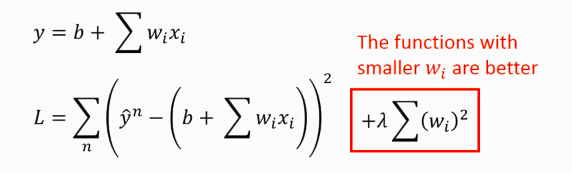 y = b + ∑ wᵢxᵢ
The functions with
smaller wᵢ are better
L = ∑ₙ (ŷⁿ − (b + ∑ wᵢxᵢ))² +λ ∑(wᵢ)²